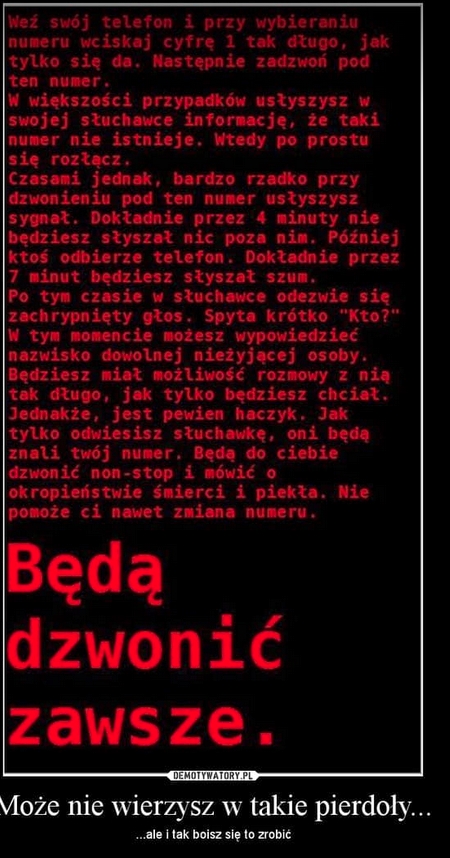 Weź swój telefon i przy wybieraniu
numeru wciskaj cyfrę 1 tak długo, jak
tylko się da. Następnie zadzwoń pod
ten numer.
W większości przypadków usłyszysz w
swojej słuchawce informację, że taki
numer nie istnieje. Wtedy po prostu
się rozłącz.
Czasami jednak, bardzo rzadko przy
dzwonieniu pod ten numer usłyszysz
sygnał. Dokładnie przez 4 minuty nie
będziesz słyszał nic poza nim. Później
ktoś odbierze telefon. Dokładnie przez
7 minut będziesz słyszał szum.
Po tym czasie w słuchawce odezwie się
zachrypnięty głos. Spyta krótko "Kto?"
W tym momencie możesz wypowiedzieć
nazwisko dowolnej nieżyjącej osoby.
Będziesz miał możliwość rozmowy z nią
tak długo, jak tylko będziesz chciał.
Jednakże, jest pewien haczyk. Jak
tylko odwiesisz słuchawkę, oni będą
znali twój numer. Będą do ciebie
dzwonić non-stop i mówić o
okropieństwie śmierci i piekła. Nie
pomoże ci nawet zmiana numeru.
Będą
dzwonić
zawsze.
DEMOTYWATORY.PL
Może nie wierzysz w takie pierdoły...
...ale i tak boisz się to zrobić